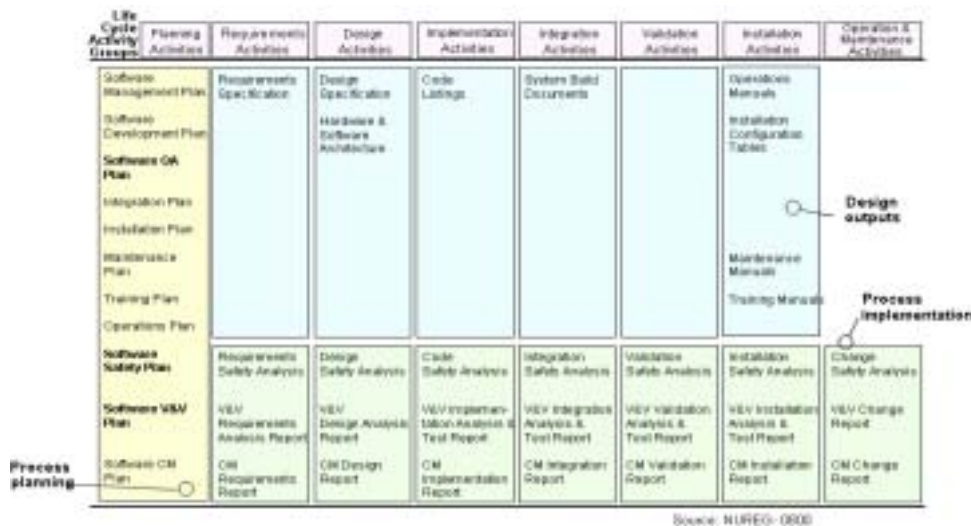 Life
Cycle
Activity
Groups
Planning
Activities
Requirements
Activities
Design
Activities
Implementation
Activities
Integration
Activities
Validation
Activities
Installation
Activities
Operation &
Maintenance
Activities
Software
Management Plan
Software
Development Plan
Software QA
Plan
Integration Plan
Installation Plan
Maintenance
Plan
Training Plan
Operations Plan
Software
Safety Plan
Software V&V
Plan
Software CM
Plan
Requirements
Specification
Design
Specification
Hardware &
Software
Architecture
Code
Listings
System Build
Documents
Operations
Manuals
Installation
Configuration
Tables
Maintenance
Manuals
Training Manuals
Design
outputs
Process
implementation
Requirements
Safety Analysis
Design
Safety Analysis
Code
Safety Analysis
Integration
Safety Analysis
Validation
Safety Analysis
Installation
Safety Analysis
Change
Safety Analysis
V&V
Requirements
Analysis Report
V&V
Design Analysis
Report
V&V Implemen-
tation Analysis &
Test Report
V&V Integration
Analysis &
Test Report
V&V Validation
Analysis &
Test Report
V&V Installation
Analysis &
Test Report
V&V Change
Report
CM
Requirements
Report
CM Design
Report
CM
Implementation
Report
CM Integration
Report
CM Validation
Report
CM Installation
Report
CM Change
Report
Process
planning
Source: NUREG- 0800